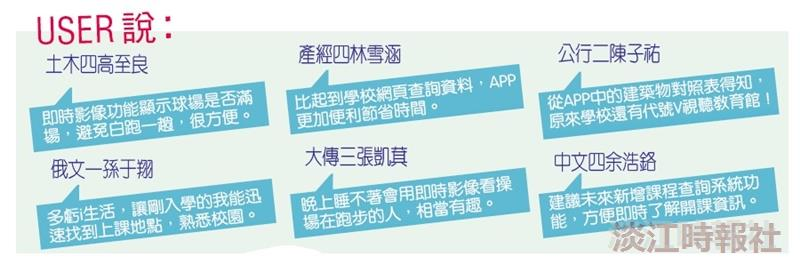 USER 說：
土木四高至良
即時影像功能顯示球場是否滿
場，避免白跑一趟，很方便。
產經四林雪涵
比起到學校網頁查詢資料，APP
更加便利節省時間。
公行二陳子祐
從APP中的建築物對照表得知，
原來學校還有代號V視聽教育館！
俄文一孫于翔
多虧i生活，讓剛入學的我能迅
速找到上課地點，熟悉校園。
大傳三張凱萁
晚上睡不著會用即時影像看操
場在跑步的人，相當有趣。
中文四余浩鉻
建議未來新增課程查詢系統功
能，方便即時了解開課資訊。
淡江時報社